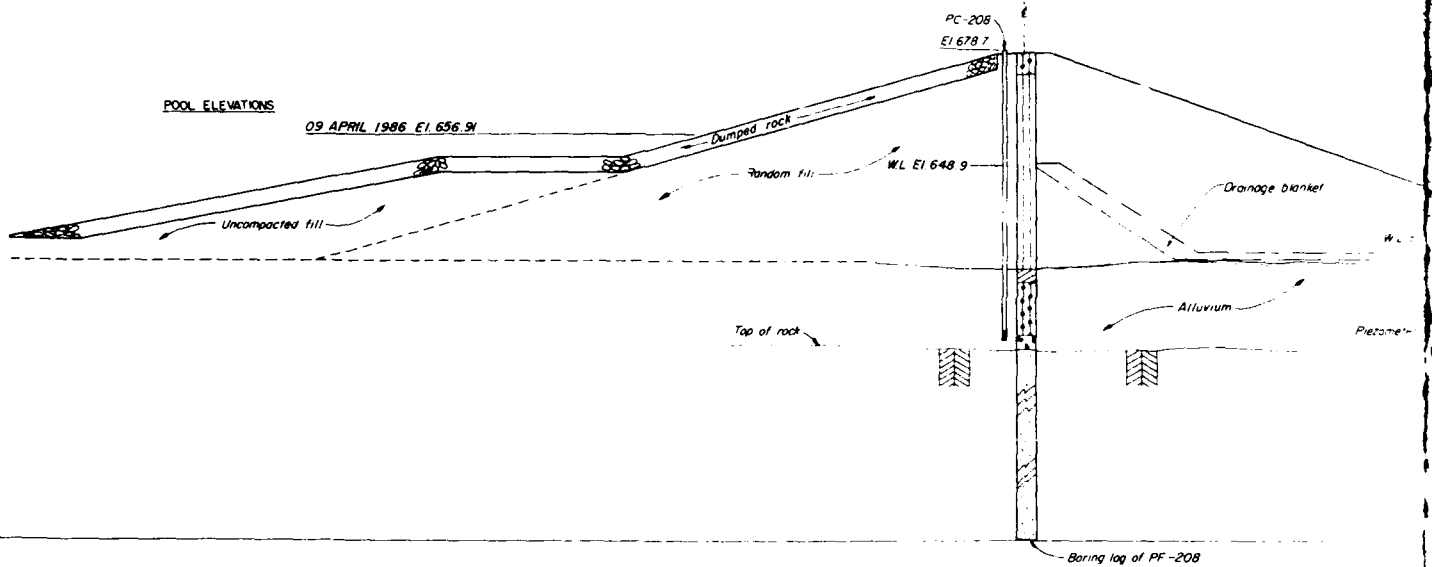 ℄
PC-208
El 678.7
POOL ELEVATIONS
09 APRIL 1986 El. 656.91
Dumped rock
W.L. El. 648.9
Random fill
Drainage blanket
Uncompacted fill
W.L.
Alluvium
Top of rock
Boring log of PF-208